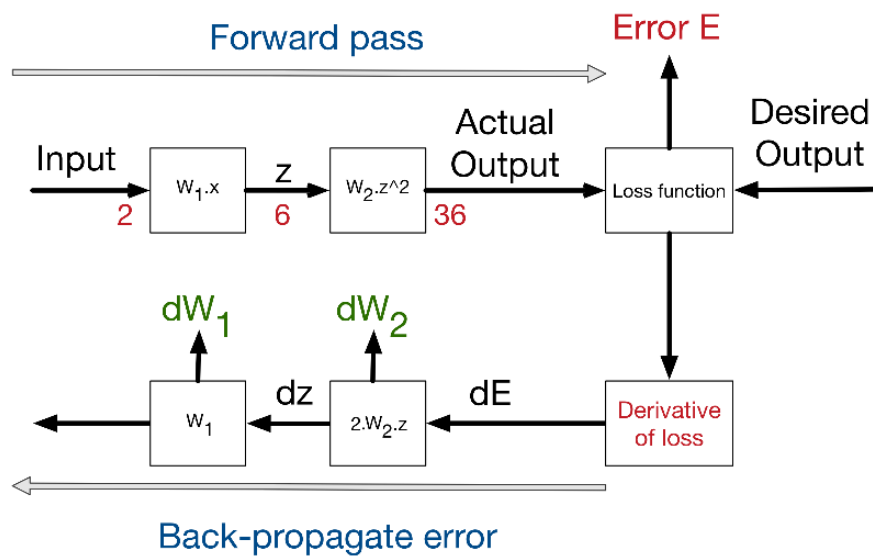 Forward pass
Error E
Input
W₁.x
z
W₂.z^2
Actual
Output
Loss function
Desired
Output
2
6
36
dW₁
dW₂
W₁
dz
2.W₂.z
dE
Derivative
of loss
Back-propagate error